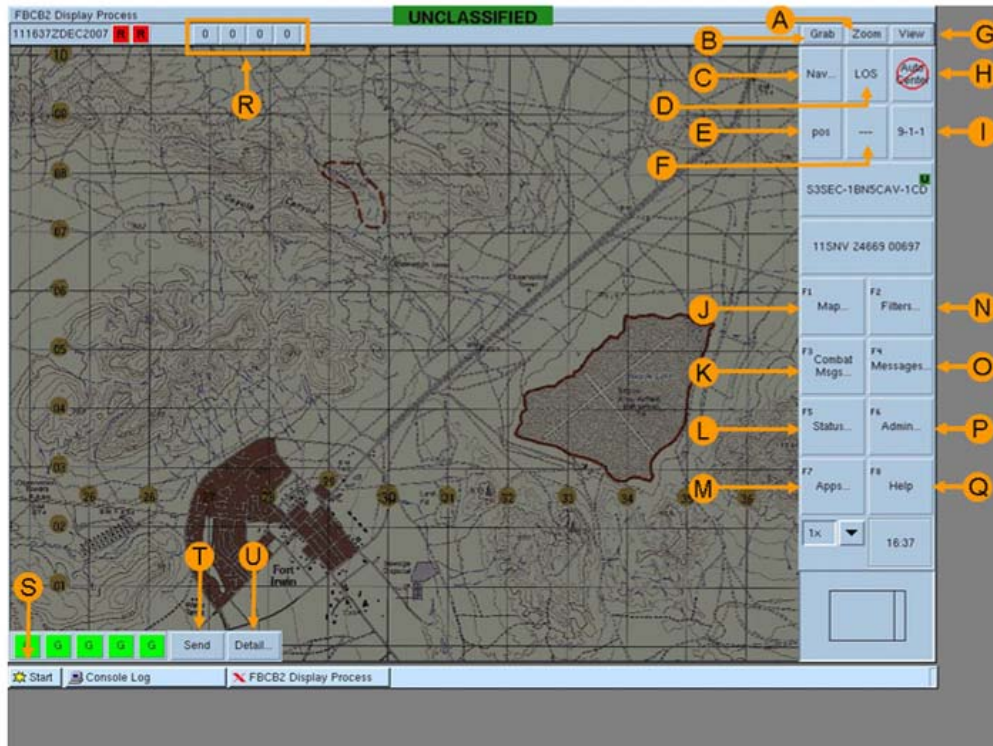 FBCB2 Display Process
UNCLASSIFIED
111637ZDEC2007 R R
0 0 0 0
Grab Zoom View
A
B
G
Nav... LOS Auto Center
C
D
H
pos --- 9-1-1
E
F
I
R
S3SEC-1BN5CAV-1CD
U
11SNV 24669 00697
F1 Map...
F2 Filters...
J
N
F3 Combat Msgs...
F4 Messages...
K
O
F5 Status...
F6 Admin...
L
P
F7 Apps...
F8 Help
M
Q
1x
16:37
10
09
08
07
06
05
04
03
02
01
26 27 28 29 30 31 32 33 34 35 36
Fort
Irwin
S
T
U
G G G G
Send Detail...
Start Console Log FBCB2 Display Process